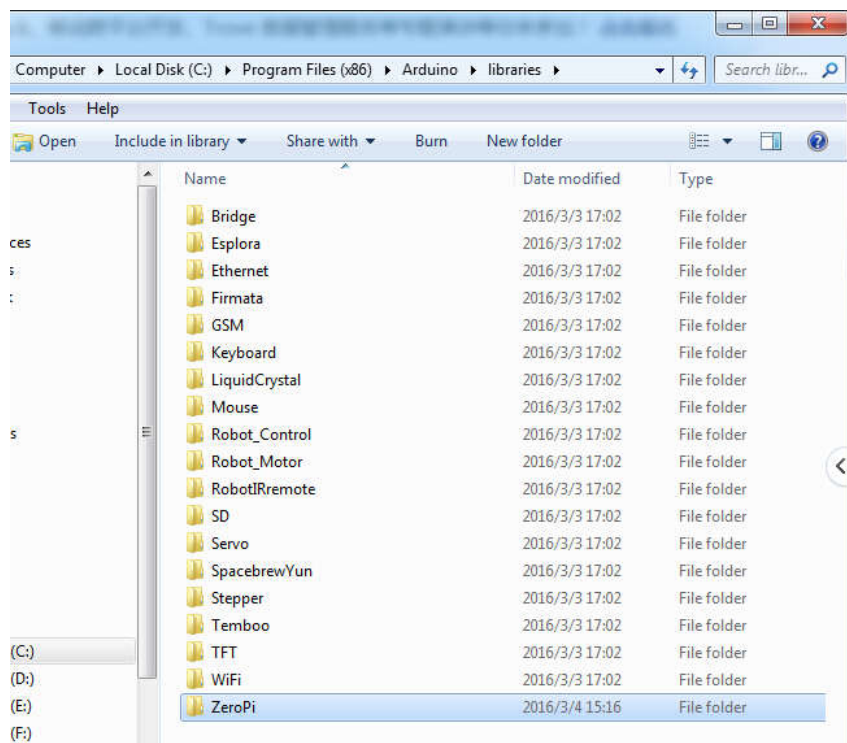 Computer ▸ Local Disk (C:) ▸ Program Files (x86) ▸ Arduino ▸ libraries ▸ Search libr...
Tools Help
Open Include in library Share with Burn New folder
Name Date modified Type
Bridge 2016/3/3 17:02 File folder
ces Esplora 2016/3/3 17:02 File folder
s Ethernet 2016/3/3 17:02 File folder
Firmata 2016/3/3 17:02 File folder
GSM 2016/3/3 17:02 File folder
Keyboard 2016/3/3 17:02 File folder
LiquidCrystal 2016/3/3 17:02 File folder
Mouse 2016/3/3 17:02 File folder
s Robot_Control 2016/3/3 17:02 File folder
Robot_Motor 2016/3/3 17:02 File folder
RobotIRremote 2016/3/3 17:02 File folder
SD 2016/3/3 17:02 File folder
Servo 2016/3/3 17:02 File folder
SpacebrewYun 2016/3/3 17:02 File folder
Stepper 2016/3/3 17:02 File folder
Temboo 2016/3/3 17:02 File folder
(C:) TFT 2016/3/3 17:02 File folder
(D:) WiFi 2016/3/3 17:02 File folder
(E:) ZeroPi 2016/3/4 15:16 File folder
(F:)